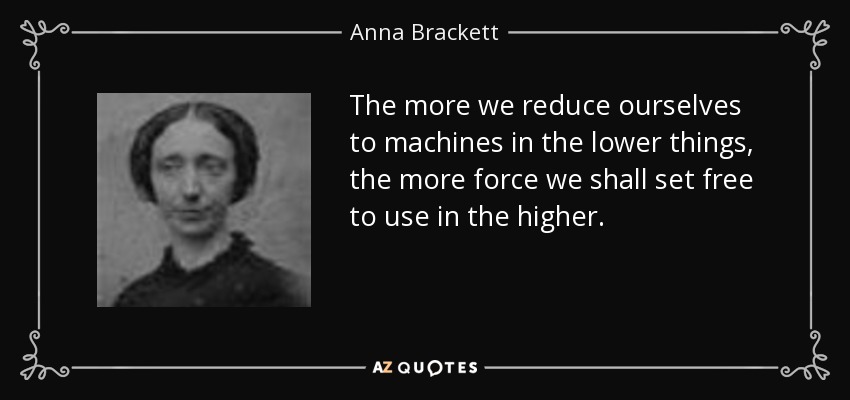 Anna Brackett
The more we reduce ourselves
to machines in the lower things,
the more force we shall set free
to use in the higher.
AZ QUOTES